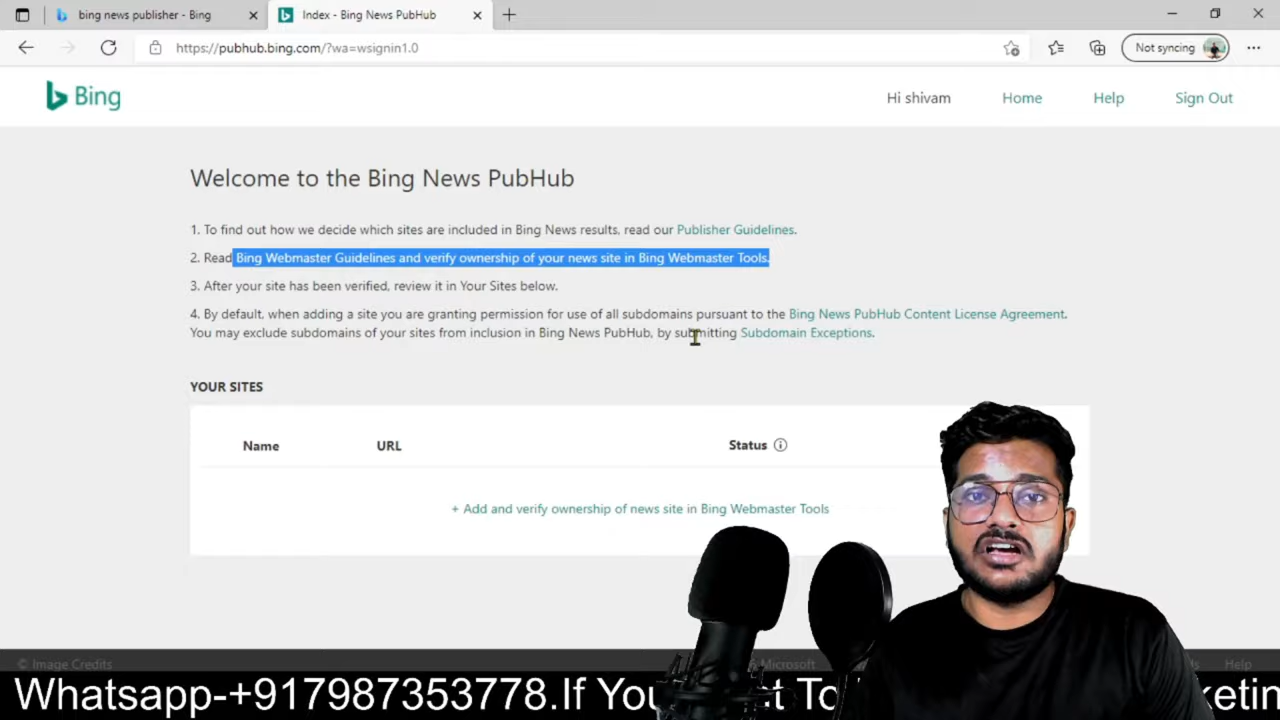 bing news publisher - Bing
Index - Bing News PubHub
https://pubhub.bing.com/?wa=wsignin1.0
Not syncing
Bing
Hi shivam
Home
Help
Sign Out
Welcome to the Bing News PubHub
1. To find out how we decide which sites are included in Bing News results, read our Publisher Guidelines.
2. Read Bing Webmaster Guidelines and verify ownership of your news site in Bing Webmaster Tools.
3. After your site has been verified, review it in Your Sites below.
4. By default, when adding a site you are granting permission for use of all subdomains pursuant to the Bing News PubHub Content License Agreement.
You may exclude subdomains of your sites from inclusion in Bing News PubHub, by submitting Subdomain Exceptions.
YOUR SITES
Name
URL
Status
+ Add and verify ownership of news site in Bing Webmaster Tools
© Image Credits
Microsoft
Help
Whatsapp-+917987353778.If You To